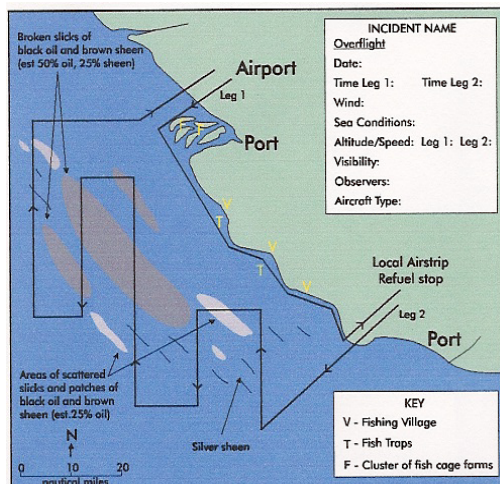 Broken slicks of
black oil and brown sheen
(est 50% oil, 25% sheen)
Airport
Leg 1
F
F
Port
INCIDENT NAME
Overflight
Date:
Time Leg 1: Time Leg 2:
Wind:
Sea Conditions:
Altitude/Speed: Leg 1: Leg 2:
Visibility:
Observers:
Aircraft Type:
V
T
V
T
V
Local Airstrip
Refuel stop
Leg 2
Port
Areas of scattered
slicks and patches of
black oil and brown
sheen (est.25% oil)
Silver sheen
N
0 10 20
nautical miles
KEY
V - Fishing Village
T - Fish Traps
F - Cluster of fish cage farms